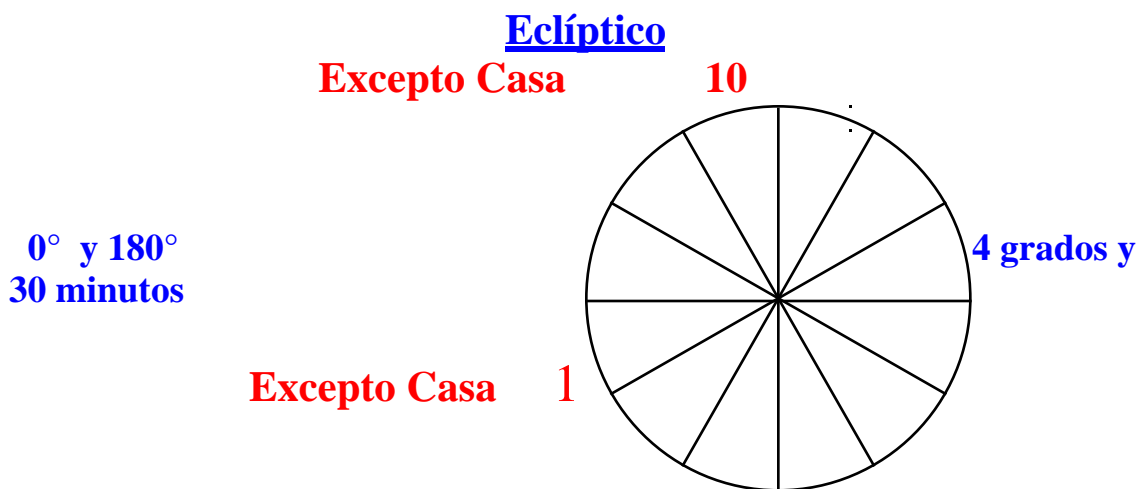 Eclíptico
Excepto Casa 10
0° y 180° 4 grados y
30 minutos
Excepto Casa 1